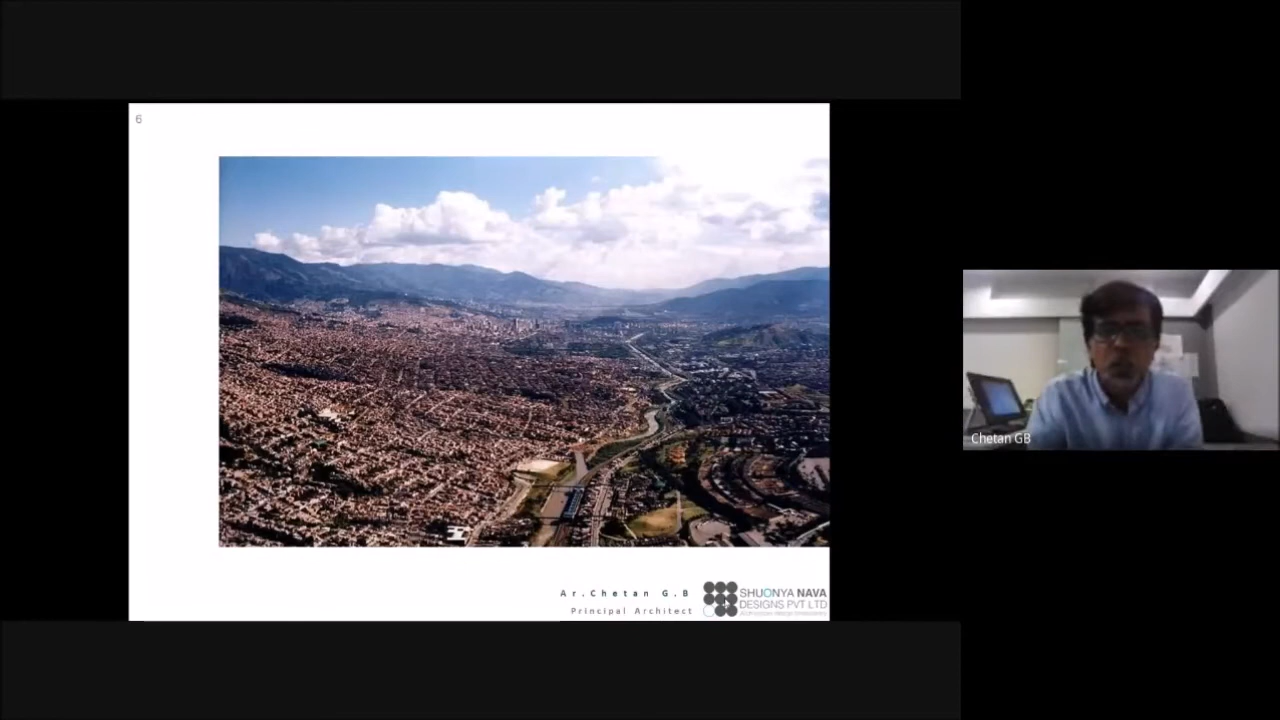 6
Ar.Chetan G.B
Principal Architect
SHUONYA NAVA
DESIGNS PVT LTD
Chetan GB